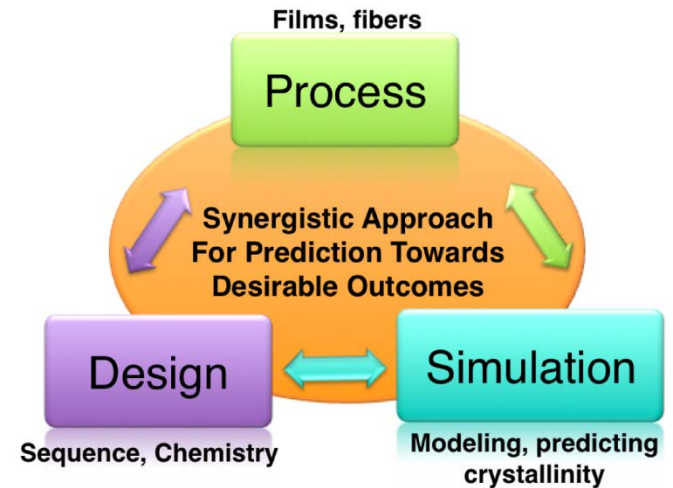 Films, fibers
Process
Synergistic Approach
For Prediction Towards
Desirable Outcomes
Design
Simulation
Sequence, Chemistry
Modeling, predicting
crystallinity